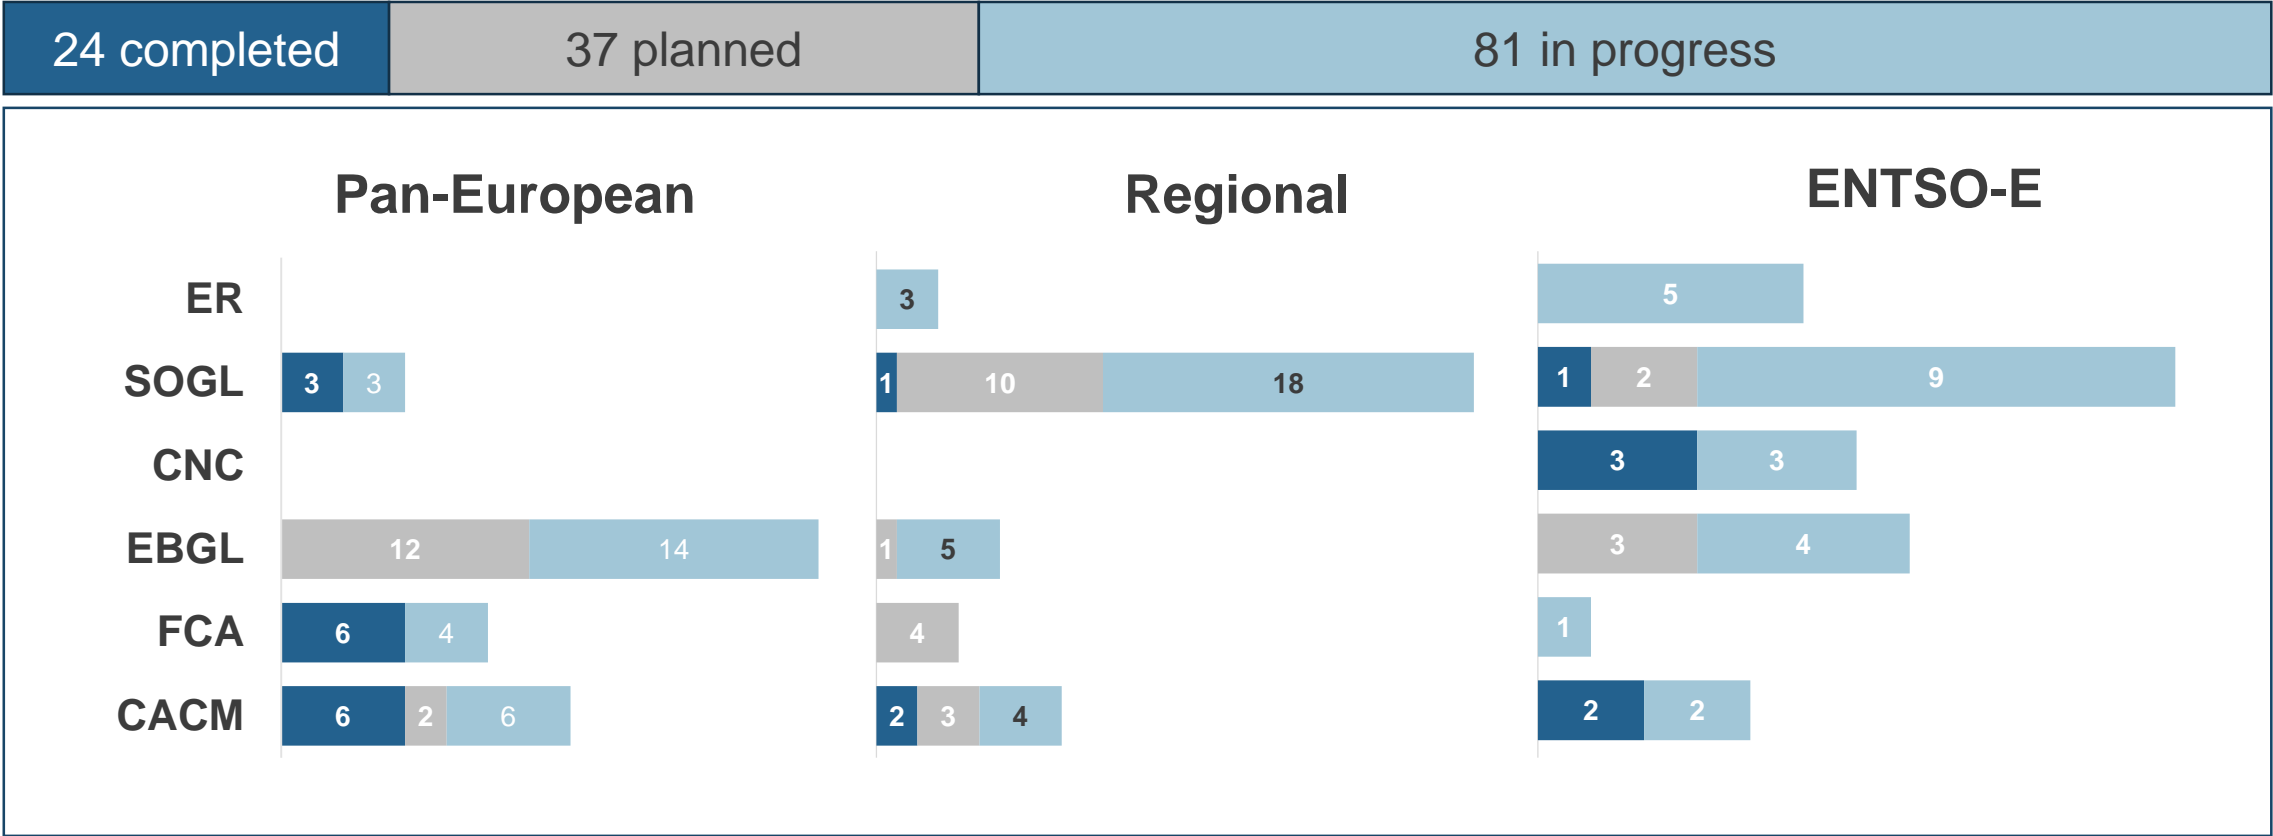 24 completed 37 planned 81 in progress
Pan-European Regional ENTSO-E
ER 3 5
SOGL 3 3 1 10 18 1 2 9
CNC 3 3
EBGL 12 14 1 5 3 4
FCA 6 4 4 1
CACM 6 2 6 2 3 4 2 2